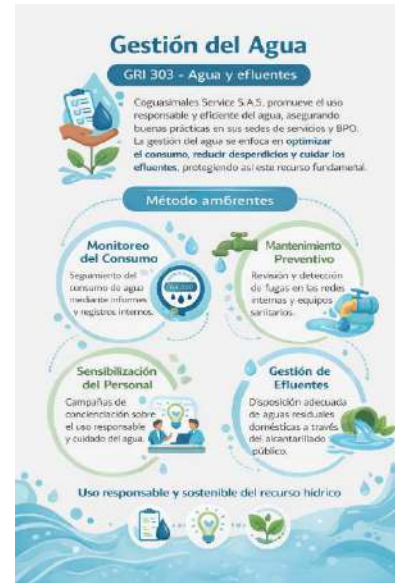 Gestión del Agua
GRI 303 - Agua y efluentes
Coguasimales Service S.A.S. promueve el uso
responsable y eficiente del agua, asegurando
buenas prácticas en sus sedes de servicios y BPO.
La gestión del agua se enfoca en optimizar
el consumo, reducir desperdicios y cuidar los
efluentes, protegiendo así este recurso fundamental.
Método am6rentes
Monitoreo
del Consumo
Seguimiento del
consumo de agua
mediante informes
y registros internos.
Mantenimiento
Preventivo
Revisión y detección
de fugas en las redes
internas y equipos
sanitarios.
Sensibilización
del Personal
Campañas de
concienciación sobre
el uso responsable
y cuidado del agua.
Gestión de
Efluentes
Disposición adecuada
de aguas residuales
domésticas a través
del alcantarillado
público.
Uso responsable y sostenible del recurso hídrico